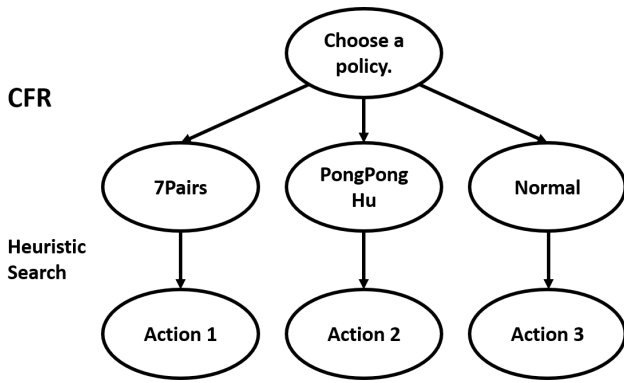 Choose a
policy.
CFR
7Pairs
PongPong
Hu
Normal
Heuristic
Search
Action 1
Action 2
Action 3